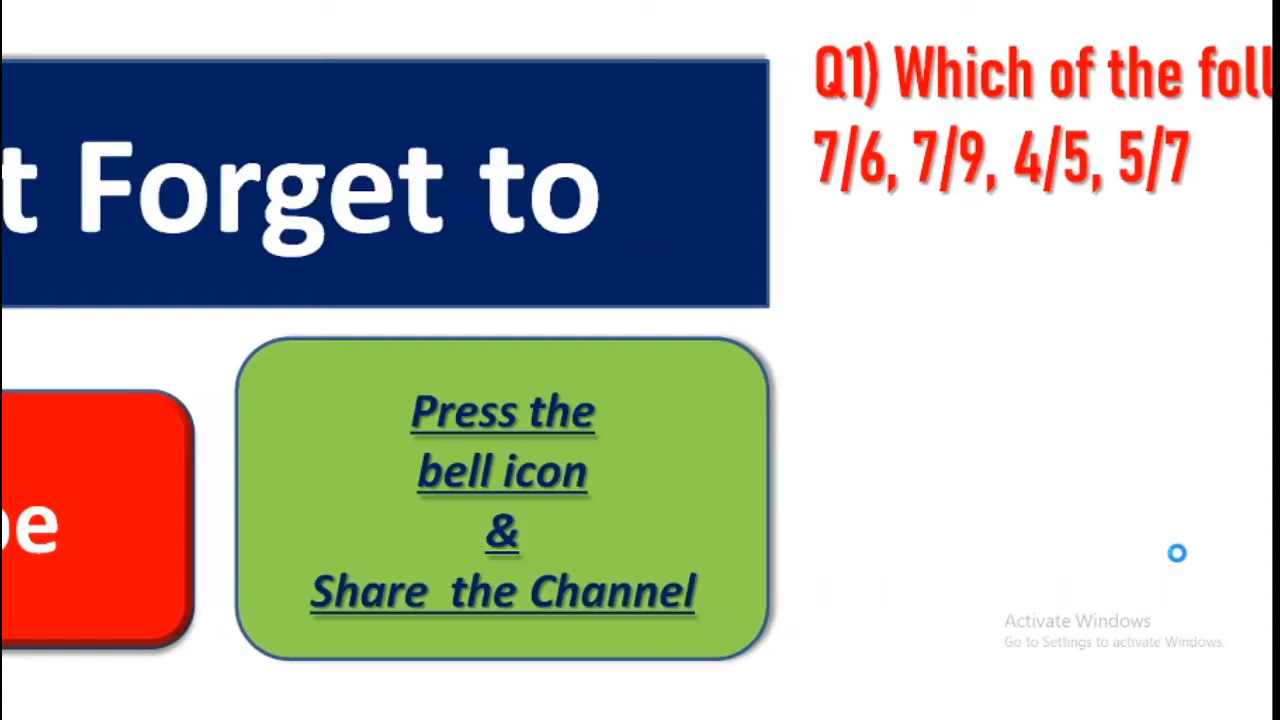 t Forget to
be
Press the
bell icon
&
Share the Channel
Q1) Which of the foll
7/6, 7/9, 4/5, 5/7
Activate Windows
Go to Settings to activate Windows.